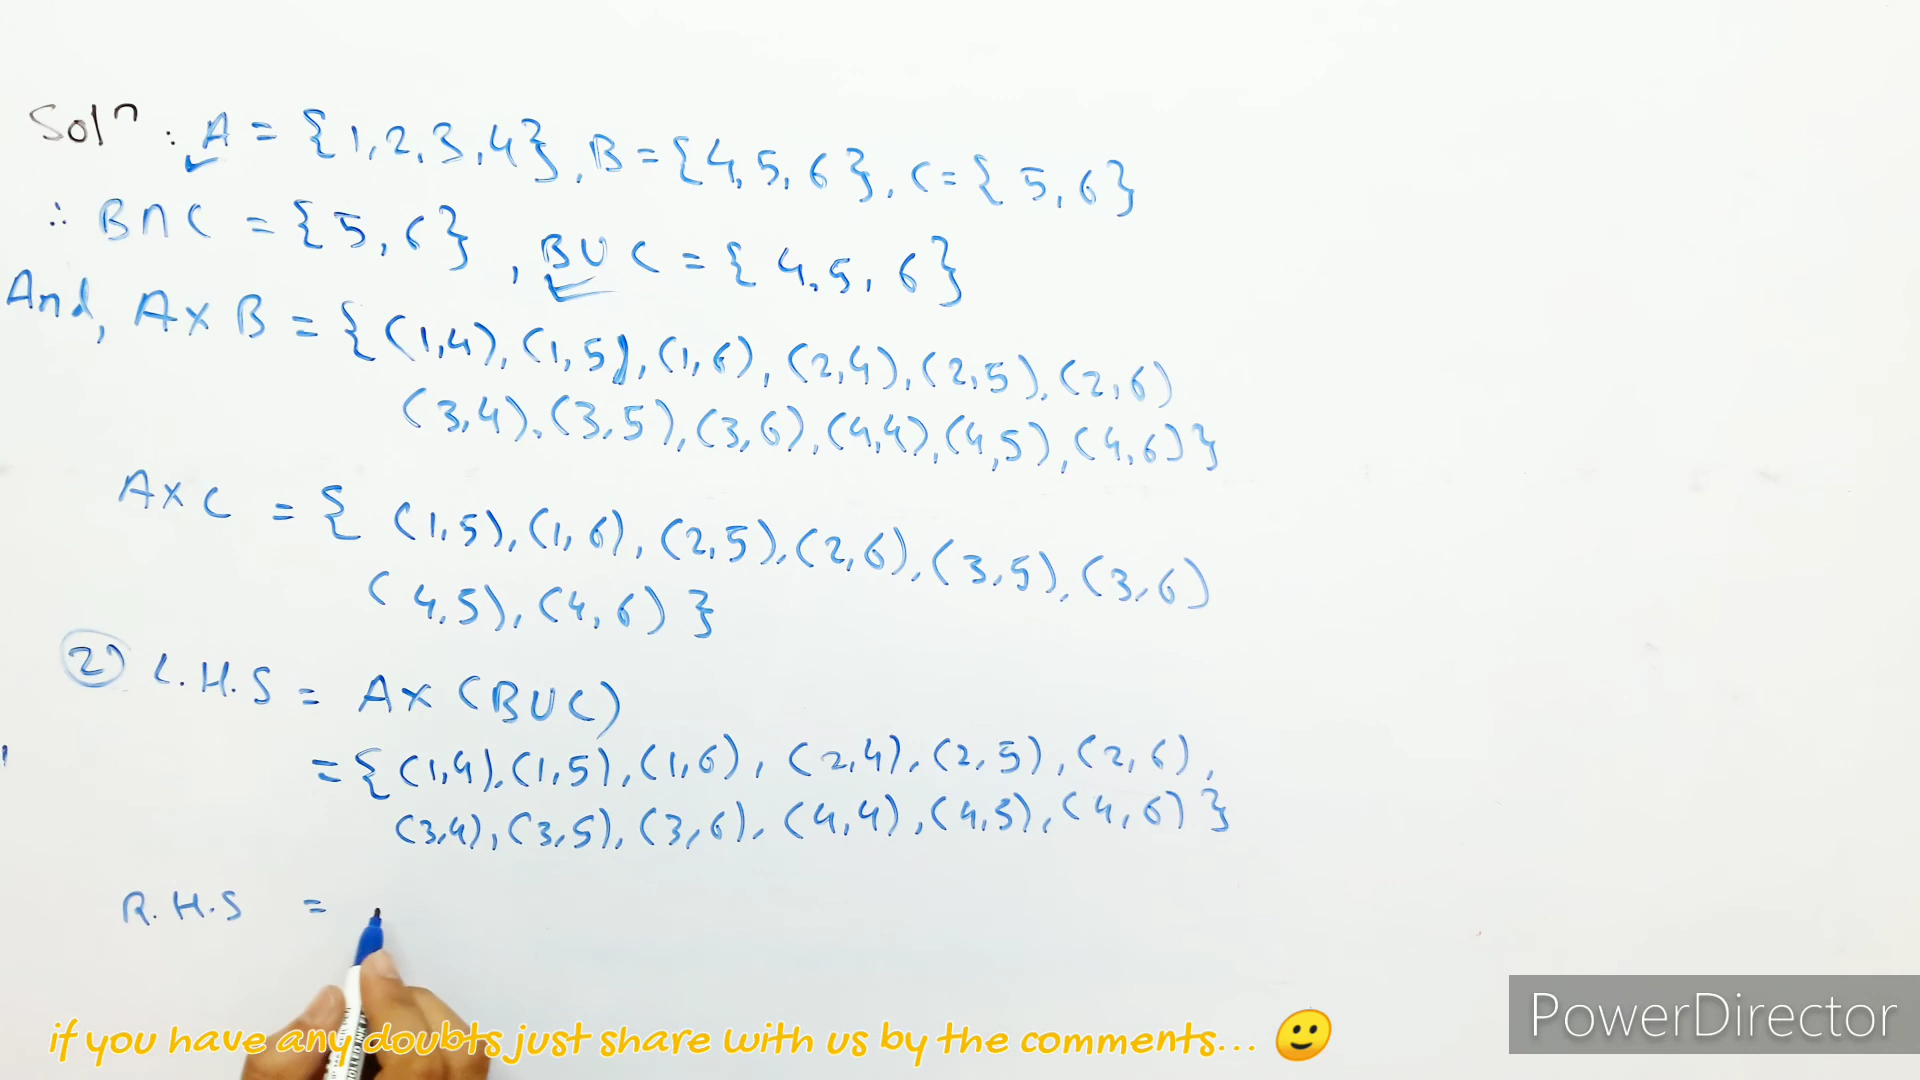 Solⁿ : A = {1,2,3,4}, B = {4,5,6}, C = {5,6}
∴ B∩C = {5,6}, B∪C = {4,5,6}
And, A×B = {(1,4),(1,5),(1,6),(2,4),(2,5),(2,6)
(3,4),(3,5),(3,6),(4,4),(4,5),(4,6)}
A×C = {(1,5),(1,6),(2,5),(2,6),(3,5),(3,6)
(4,5),(4,6)}
2) L.H.S = A×(B∪C)
={(1,4),(1,5),(1,6),(2,4),(2,5),(2,6),
(3,4),(3,5),(3,6),(4,4),(4,5),(4,6)}
R.H.S =
if you have any doubts just share with us by the comments... 🙂
PowerDirector